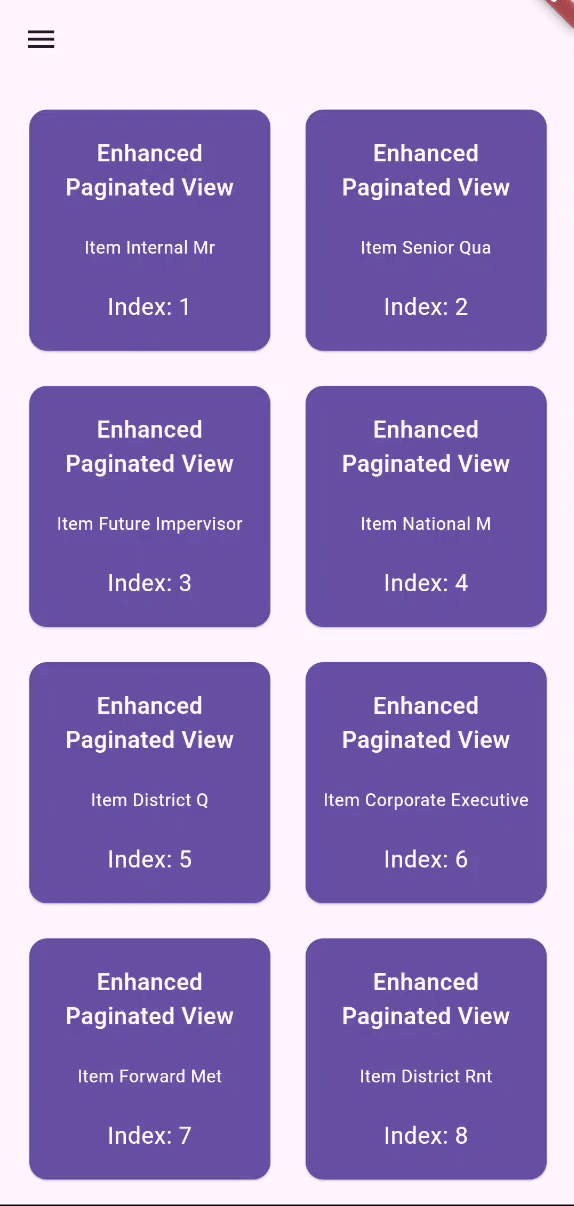 Enhanced
Paginated View
Item Internal Mr
Index: 1
Enhanced
Paginated View
Item Senior Qua
Index: 2
Enhanced
Paginated View
Item Future Impervisor
Index: 3
Enhanced
Paginated View
Item National M
Index: 4
Enhanced
Paginated View
Item District Q
Index: 5
Enhanced
Paginated View
Item Corporate Executive
Index: 6
Enhanced
Paginated View
Item Forward Met
Index: 7
Enhanced
Paginated View
Item District Rnt
Index: 8